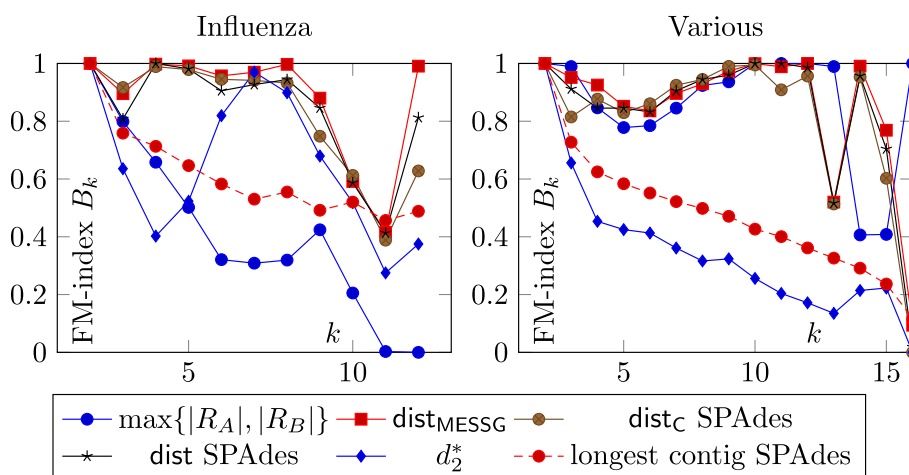 Influenza
Various
FM-index $B_k$
1
0.8
0.6
0.4
0.2
0
5
10
k
FM-index $B_k$
1
0.8
0.6
0.4
0.2
0
5
10
15
k
max{|R_A|, |R_B|}
dist_MESSG
dist_C SPAdes
dist SPAdes
d_2^*
longest contig SPAdes